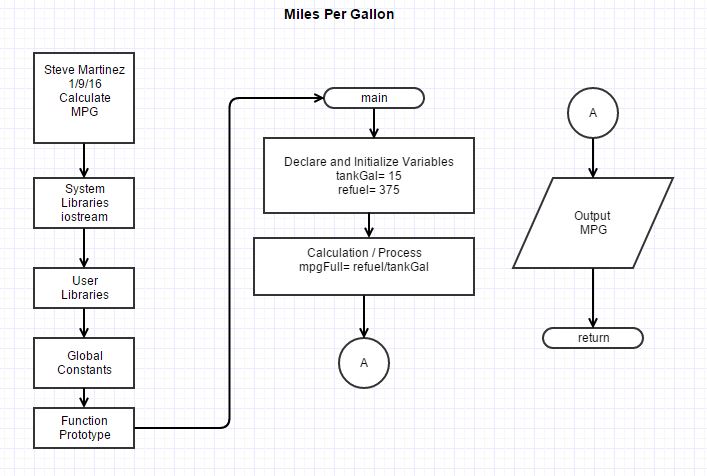 Miles Per Gallon
Steve Martinez
1/9/16
Calculate
MPG
System
Libraries
iostream
User
Libraries
Global
Constants
Function
Prototype
main
Declare and Initialize Variables
tankGal= 15
refuel= 375
Calculation / Process
mpgFull= refuel/tankGal
A
A
Output
MPG
return